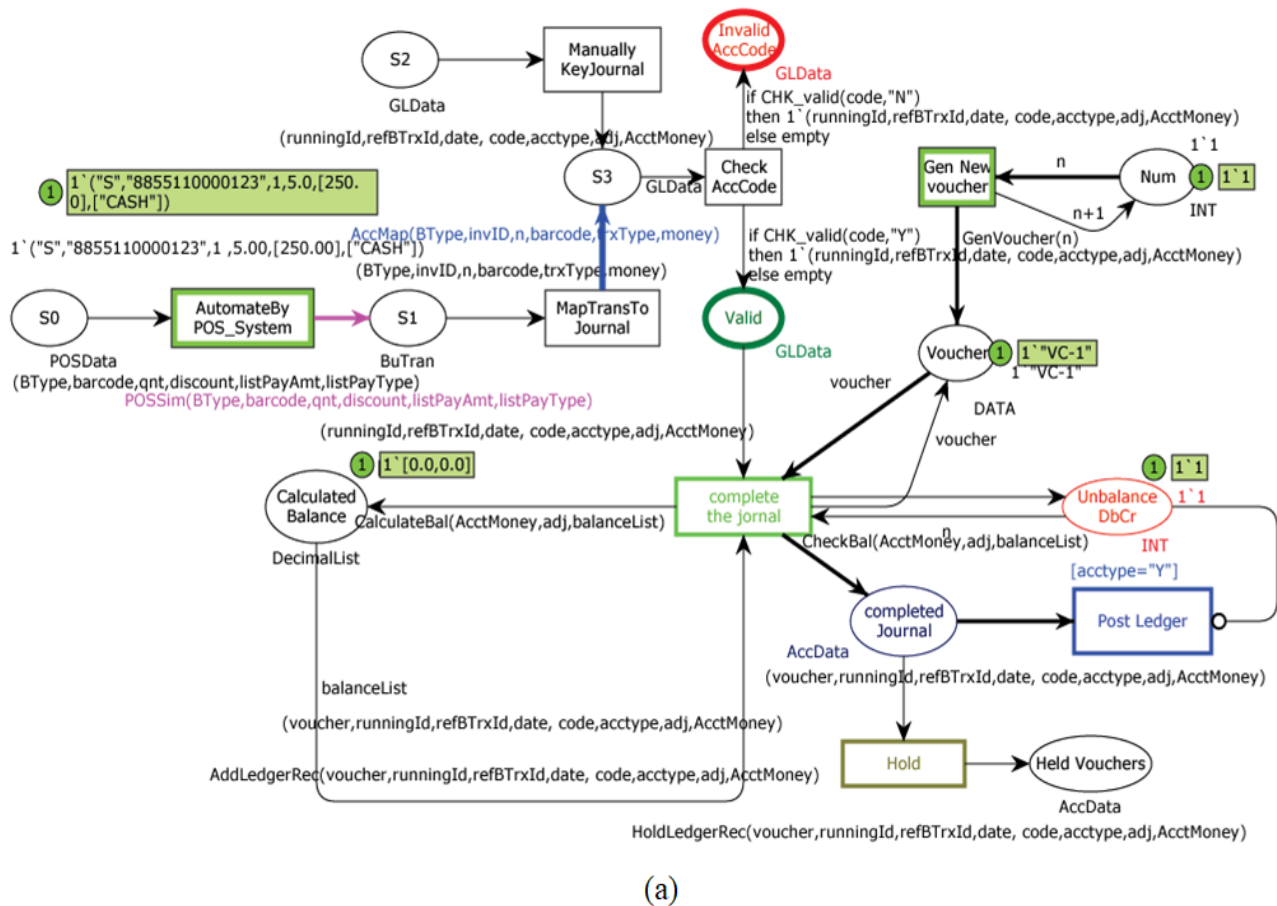 S2
Manually
KeyJournal
GLData
(runningId,refBTrxId,date, code,acctype,adj,AcctMoney)
Invalid
AccCode
GLData
if CHK_valid(code,"N")
then 1`(runningId,refBTrxId,date, code,acctype,adj,AcctMoney)
else empty
S3
GLData
Check
AccCode
Gen New
voucher
n
n+1
Num
1`1
1
1`1
INT
GenVoucher(n)
1
1`("S","8855110000123",1,5.0,[250.
0],["CASH"])
1`("S","8855110000123",1 ,5.00,[250.00],["CASH"])
AccMap(BType,invID,n,barcode,trxType,money)
(BType,invID,n,barcode,trxType,money)
if CHK_valid(code,"Y")
then 1`(runningId,refBTrxId,date, code,acctype,adj,AcctMoney)
else empty
S0
POSData
AutomateBy
POS_System
S1
BuTran
MapTransTo
Journal
Valid
GLData
(BType,barcode,qnt,discount,listPayAmt,listPayType)
POSSim(BType,barcode,qnt,discount,listPayAmt,listPayType)
(runningId,refBTrxId,date, code,acctype,adj,AcctMoney)
Voucher
1
1`"VC-1"
1`"VC-1"
DATA
voucher
voucher
1
1`[0.0,0.0]
Calculated
Balance
DecimalList
CalculateBal(AcctMoney,adj,balanceList)
complete
the jornal
1
1`1
Unbalance
DbCr
1`1
INT
n
CheckBal(AcctMoney,adj,balanceList)
[acctype="Y"]
completed
Journal
AccData
Post Ledger
(voucher,runningId,refBTrxId,date, code,acctype,adj,AcctMoney)
balanceList
(voucher,runningId,refBTrxId,date, code,acctype,adj,AcctMoney)
AddLedgerRec(voucher,runningId,refBTrxId,date, code,acctype,adj,AcctMoney)
Hold
Held Vouchers
AccData
HoldLedgerRec(voucher,runningId,refBTrxId,date, code,acctype,adj,AcctMoney)
(a)